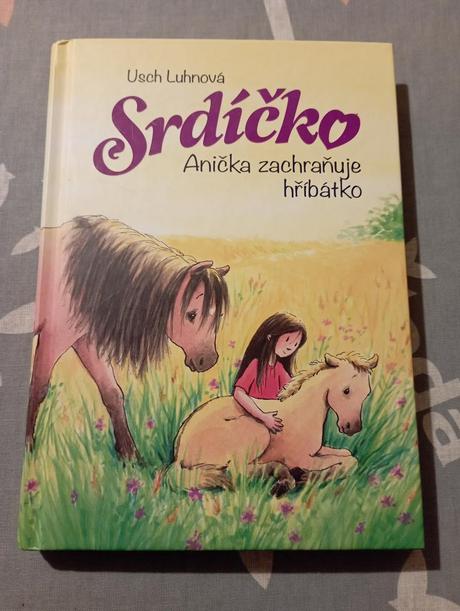 Usch Luhnová
Srdíčko
Anička zachraňuje
hříbátko